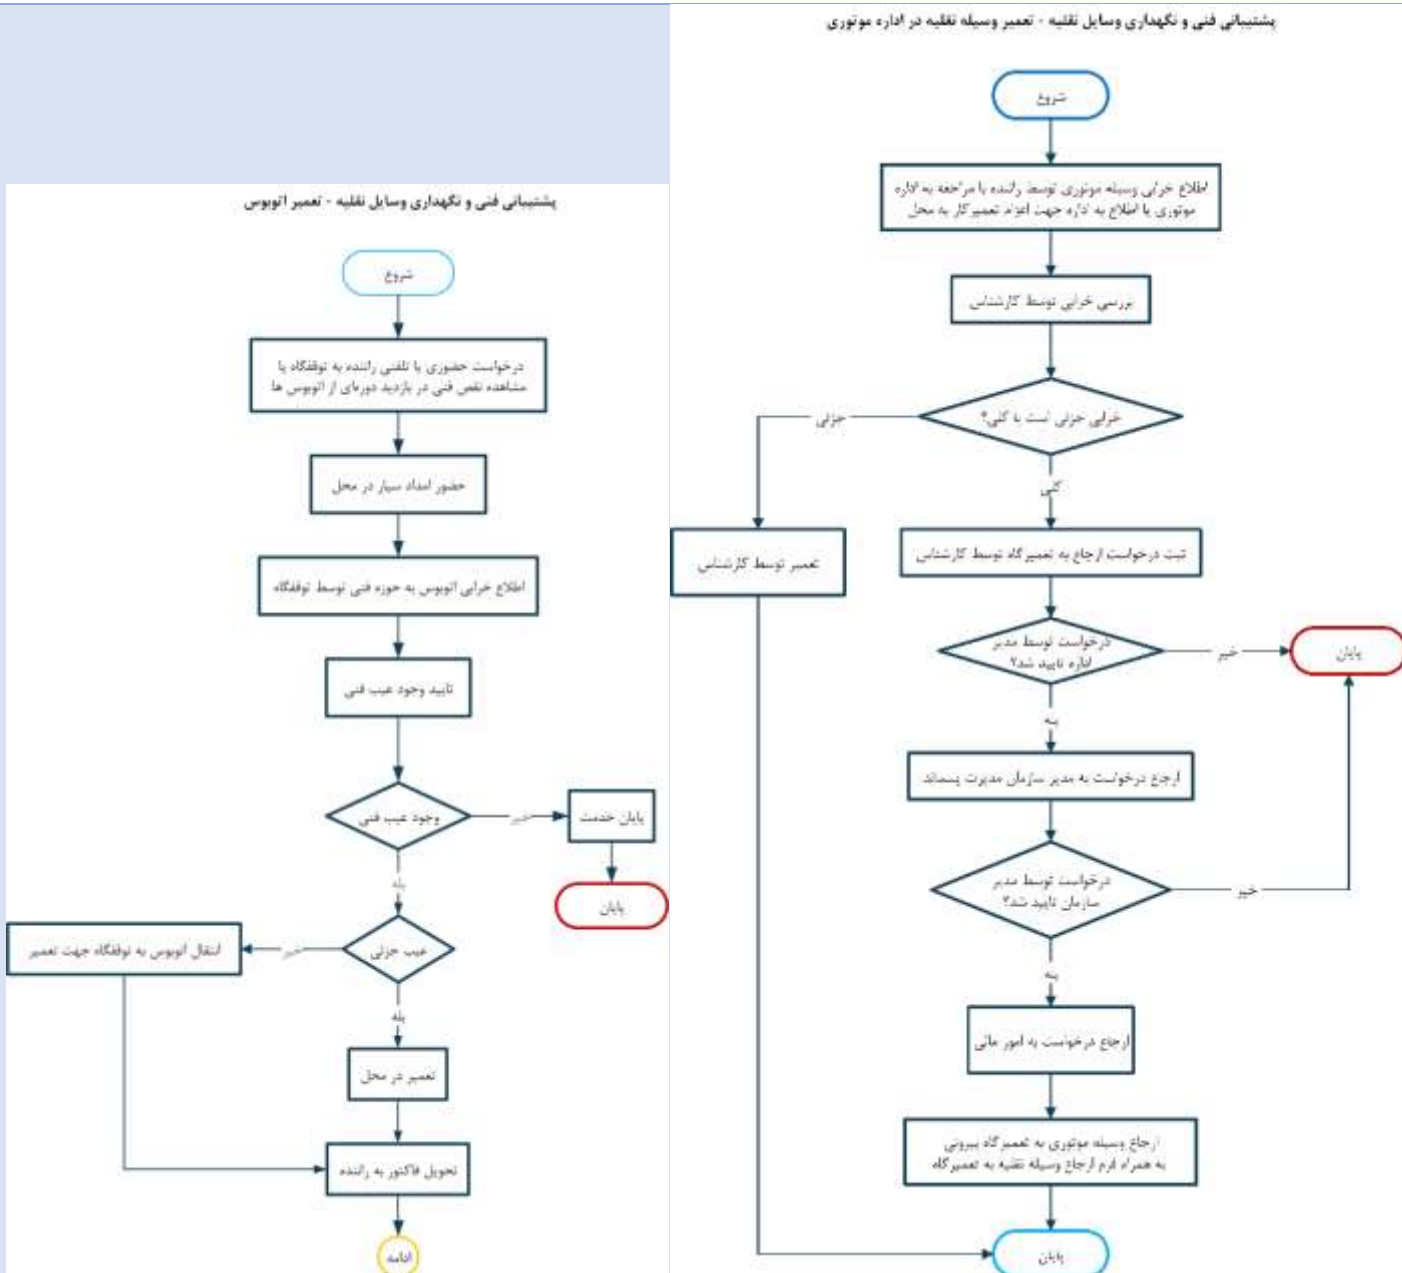 پشتیبانی فنی و نگهداری وسایل نقلیه - تعمیر وسیله نقلیه در اداره موتوری
شروع
اطلاع خرابی وسیله موتوری توسط راننده با مراجعه به اداره
موتوری یا اطلاع به اداره جهت اعزام تعمیرکار به محل
بررسی خرابی توسط کارشناس
خرابی جزئی است یا کلی؟
جزئی
کلی
تعمیر توسط کارشناس
ثبت درخواست ارجاع به تعمیرگاه توسط کارشناس
درخواست توسط مدیر
اداره تایید شد؟
خیر
پایان
بله
ارجاع درخواست به مدیر سازمان مدیرت پسماند
درخواست توسط مدیر
سازمان تایید شد؟
خیر
بله
ارجاع درخواست به امور مالی
ارجاع وسیله موتوری به تعمیرگاه بیرونی
به همراه فرم ارجاع وسیله نقلیه به تعمیرگاه
پایان
پشتیبانی فنی و نگهداری وسایل نقلیه - تعمیر اتوبوس
شروع
درخواست حضوری یا تلفنی راننده به توقفگاه یا
مشاهده نقص فنی در بازدید دوره‌ای از اتوبوس ها
حضور امداد سیار در محل
اطلاع خرابی اتوبوس به حوزه فنی توسط توقفگاه
تایید وجود عیب فنی
وجود عیب فنی
خیر
پایان خدمت
پایان
بله
عیب جزئی
خیر
انتقال اتوبوس به توقفگاه جهت تعمیر
بله
تعمیر در محل
تحویل فاکتور به راننده
ادامه